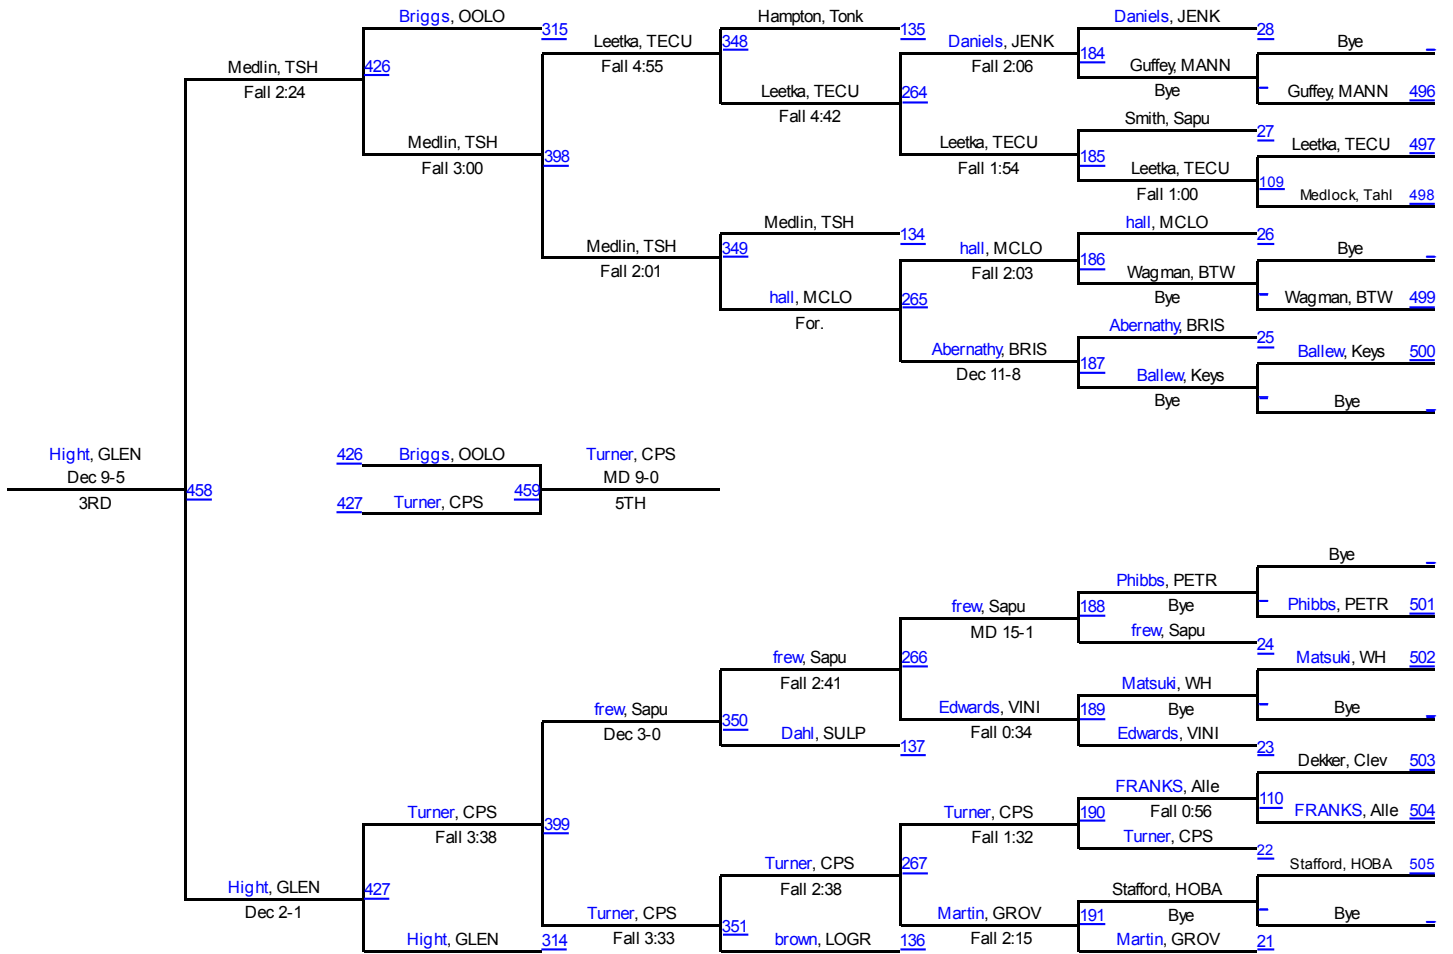 Briggs, OOLO
315
Hampton, Tonk
135
Daniels, JENK
28
Leetka, TECU
348
Daniels, JENK
Bye
Medlin, TSH
426
Fall 4:55
Fall 2:06
184
Guffey, MANN
Fall 2:24
Leetka, TECU
264
Bye
Guffey, MANN
496
Fall 4:42
Smith, Sapu
27
Medlin, TSH
398
Leetka, TECU
185
Leetka, TECU
497
Fall 3:00
Fall 1:54
Leetka, TECU
109
Fall 1:00
Medlock, Tahl
498
Medlin, TSH
134
hall, MCLO
26
Medlin, TSH
349
hall, MCLO
186
Bye
Fall 2:01
Fall 2:03
Wagman, BTW
hall, MCLO
265
Bye
Wagman, BTW
499
For.
Abernathy, BRIS
25
Abernathy, BRIS
187
Ballew, Keys
500
Dec 11-8
Ballew, Keys
Bye
Bye
Hight, GLEN
426
Briggs, OOLO
Turner, CPS
Dec 9-5
458
459
MD 9-0
3RD
427
Turner, CPS
5TH
Bye
Phibbs, PETR
frew, Sapu
188
Bye
Phibbs, PETR
501
MD 15-1
frew, Sapu
24
frew, Sapu
266
Matsuki, WH
502
Fall 2:41
Matsuki, WH
frew, Sapu
350
Edwards, VINI
189
Bye
Bye
Dec 3-0
Dahl, SULP
137
Fall 0:34
Edwards, VINI
23
Dekker, Clev
503
FRANKS, Alle
110
Turner, CPS
399
Turner, CPS
190
Fall 0:56
FRANKS, Alle
504
Fall 3:38
Fall 1:32
Turner, CPS
22
Turner, CPS
267
Stafford, HOBA
505
Hight, GLEN
427
Fall 2:38
Stafford, HOBA
Dec 2-1
Turner, CPS
351
Martin, GROV
191
Bye
Bye
Hight, GLEN
314
Fall 3:33
brown, LOGR
136
Fall 2:15
Martin, GROV
21